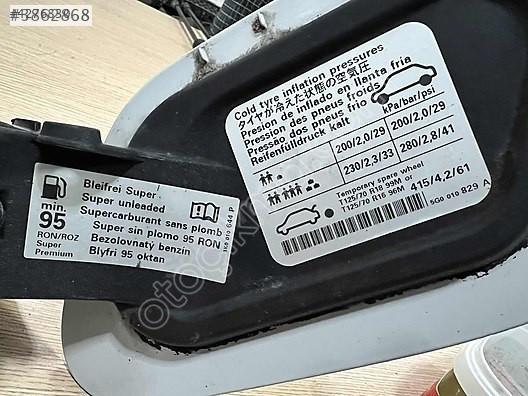 Cold tyre inflation pressures
タイヤが冷えた状態の空気圧
Presion de inflado en llanta fria
Pression des pneus froids
Pressão dos pneus frio
Reifenfülldruck kalt
kPa/bar/psi
200/2,0/29 200/2,0/29
230/2,3/33 280/2,8/41
Temporary spare wheel
T125/70 R18 99M or
T125/70 R16 96M 415/4,2/61
5G0 010 829 A
min.
95
RON/ROZ
Super
Premium
Bleifrei Super
Super unleaded
Supercarburant sans plomb
Super sin plomo 95 RON
Bezolovnatý benzin
Blyfri 95 oktan